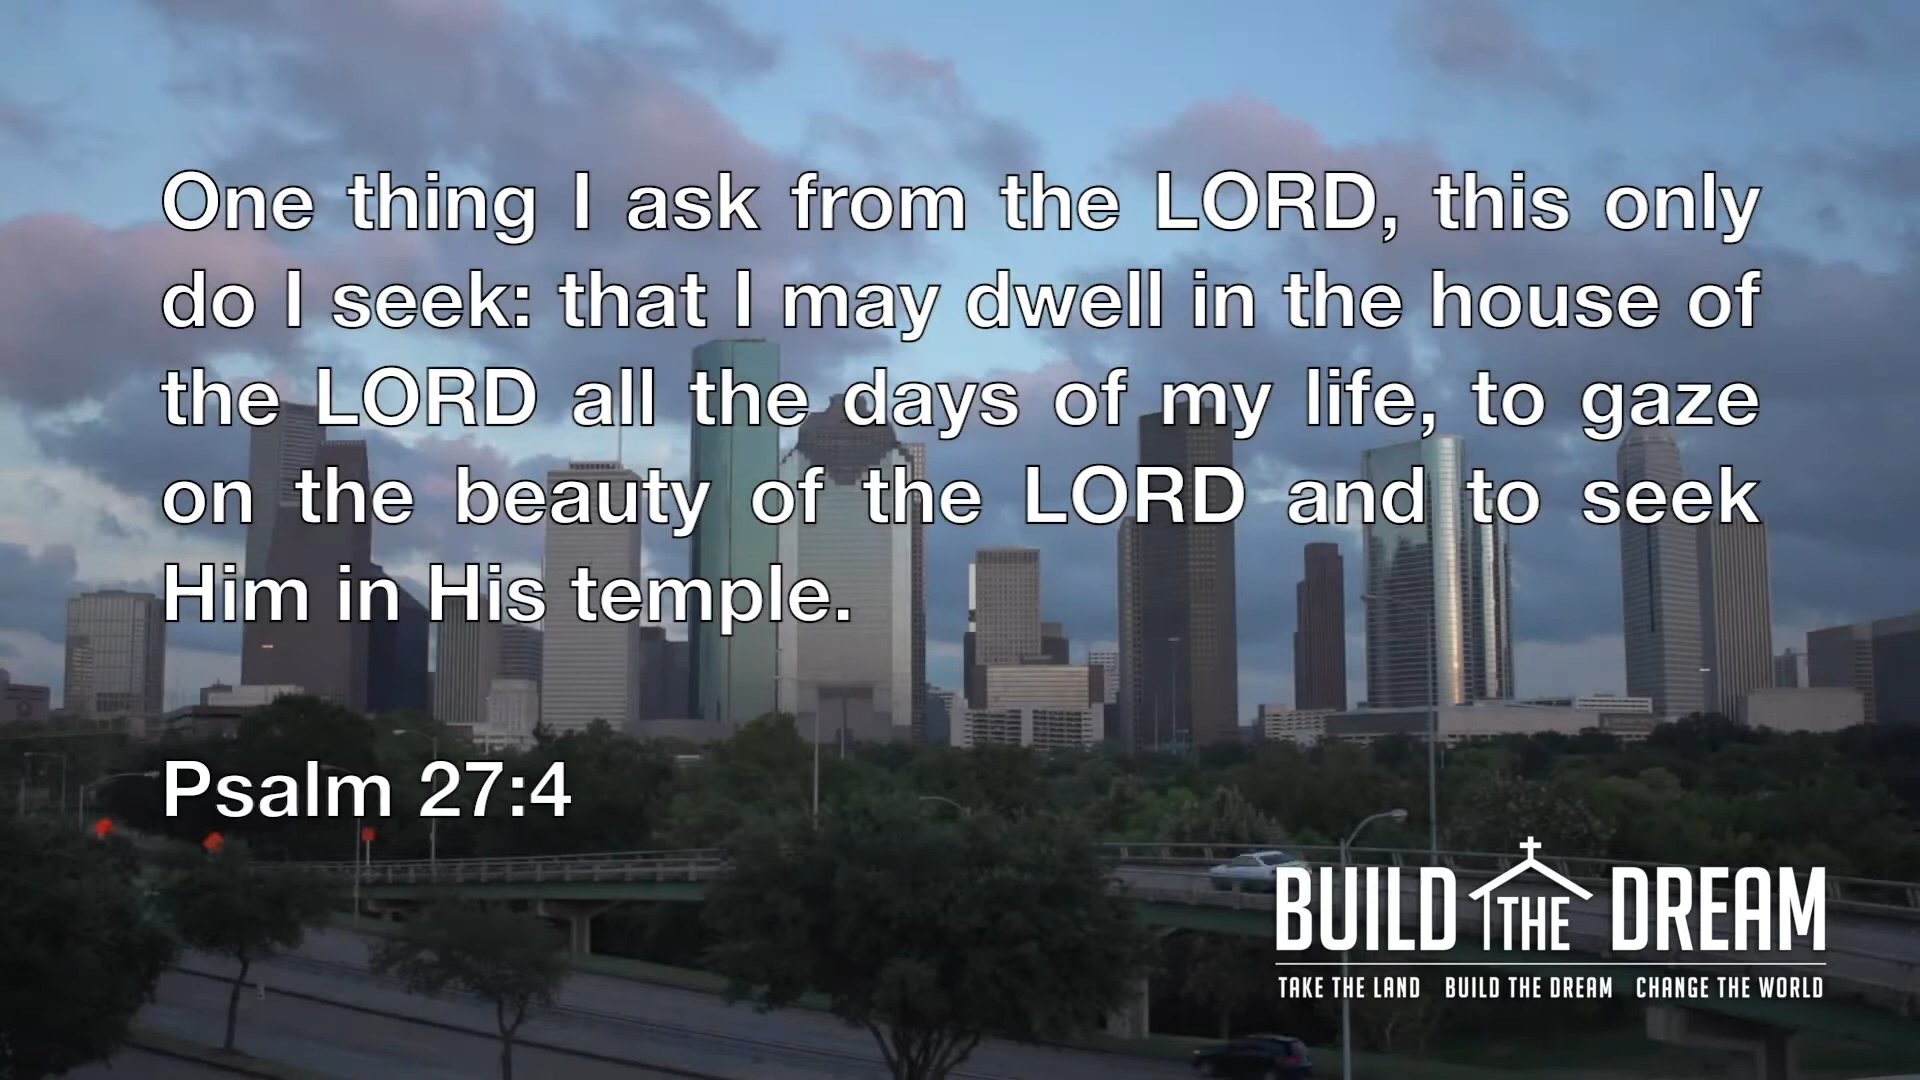 One thing I ask from the LORD, this only
do I seek: that I may dwell in the house of
the LORD all the days of my life, to gaze
on the beauty of the LORD and to seek
Him in His temple.
Psalm 27:4
BUILD THE DREAM
TAKE THE LAND BUILD THE DREAM CHANGE THE WORLD